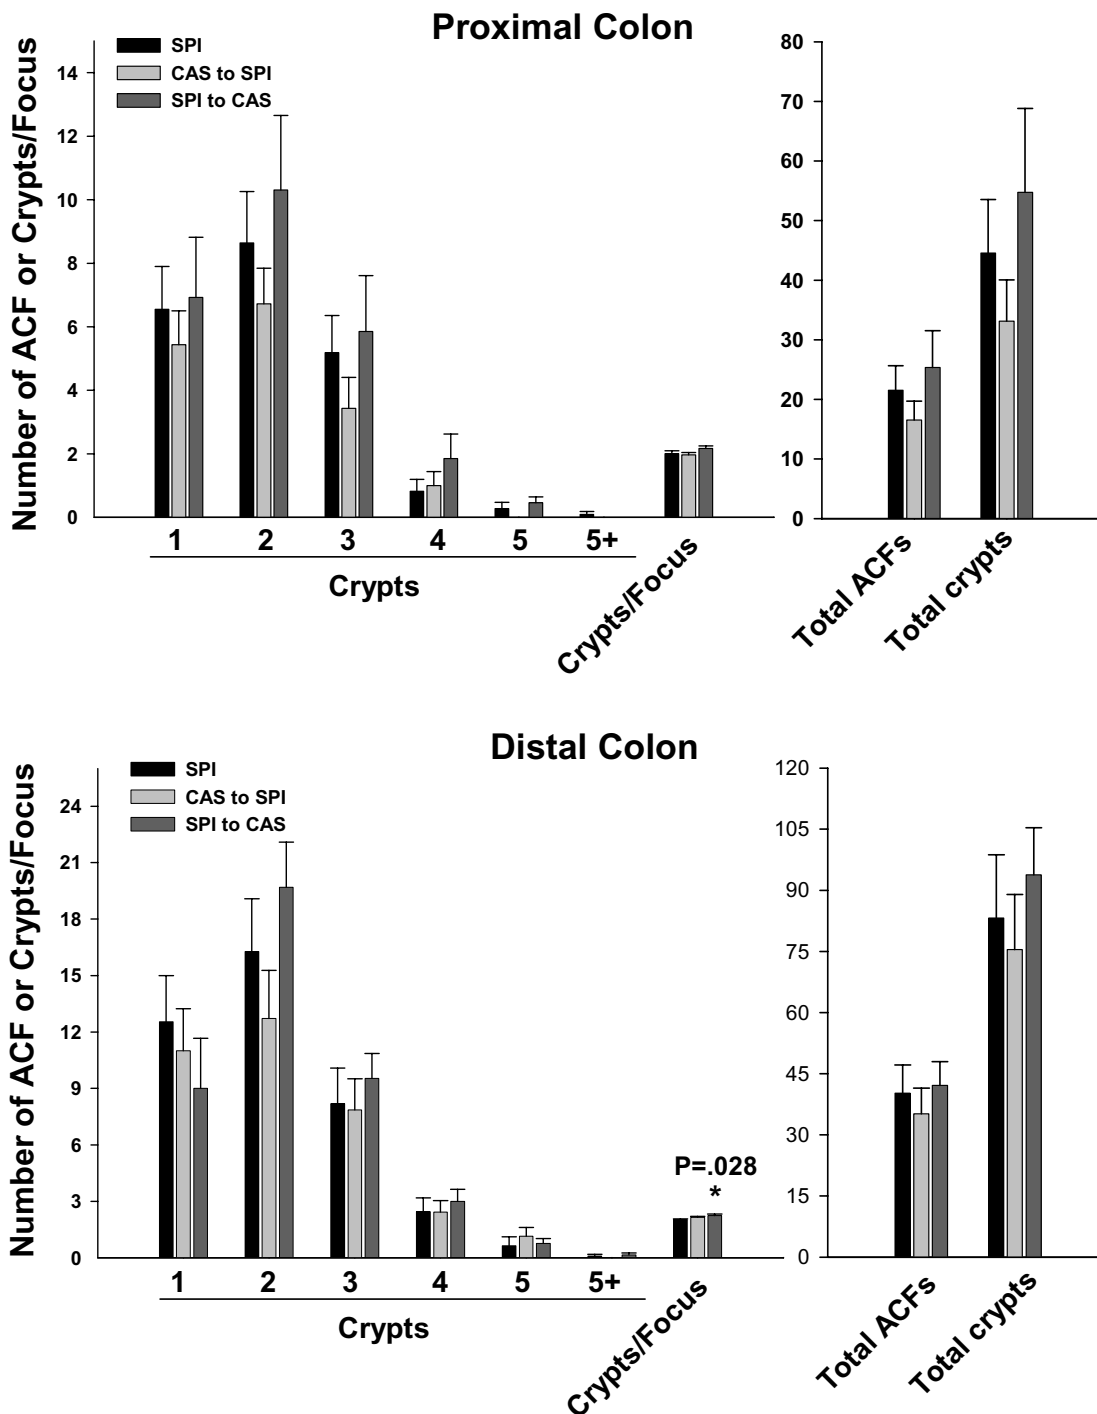 Proximal Colon
Number of ACF or Crypts/Focus
SPI
CAS to SPI
SPI to CAS
14
12
10
8
6
4
2
0
1 2 3 4 5 5+
Crypts
Crypts/Focus
80
70
60
50
40
30
20
10
0
Total ACFs
Total crypts
Distal Colon
Number of ACF or Crypts/Focus
SPI
CAS to SPI
SPI to CAS
24
21
18
15
12
9
6
3
0
P=.028
*
1 2 3 4 5 5+
Crypts
Crypts/Focus
120
105
90
75
60
45
30
15
0
Total ACFs
Total crypts